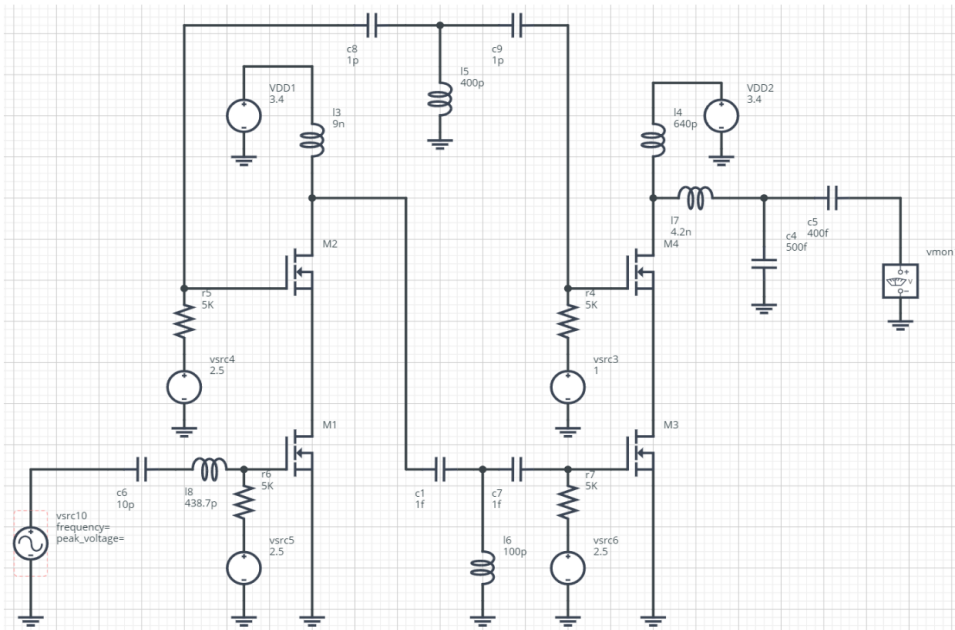 c8
1p
c9
1p
l5
400p
VDD1
3.4
l3
9n
l4
640p
VDD2
3.4
M2
l7
4.2n
M4
c4
500f
c5
400f
vmon
V
r5
5K
r4
5K
vsrc4
2.5
vsrc3
1
M1
M3
c6
10p
l8
438.7p
r6
5K
c1
1f
c7
1f
r7
5K
vsrc10
frequency=
peak_voltage=
vsrc5
2.5
l6
100p
vsrc6
2.5